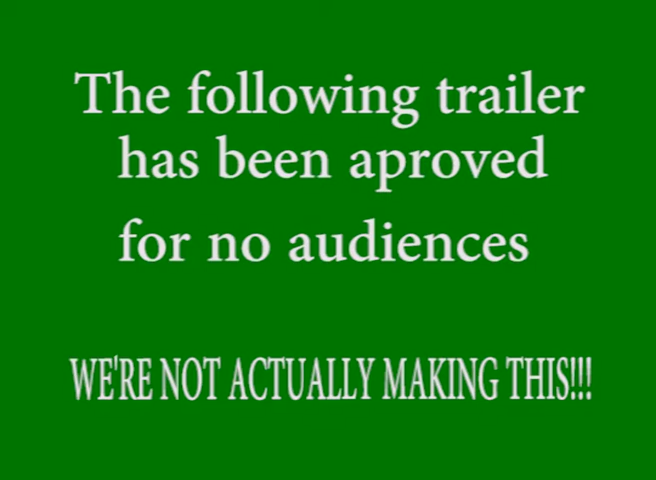 The following trailer
has been aproved
for no audiences
WE'RE NOT ACTUALLY MAKING THIS!!!